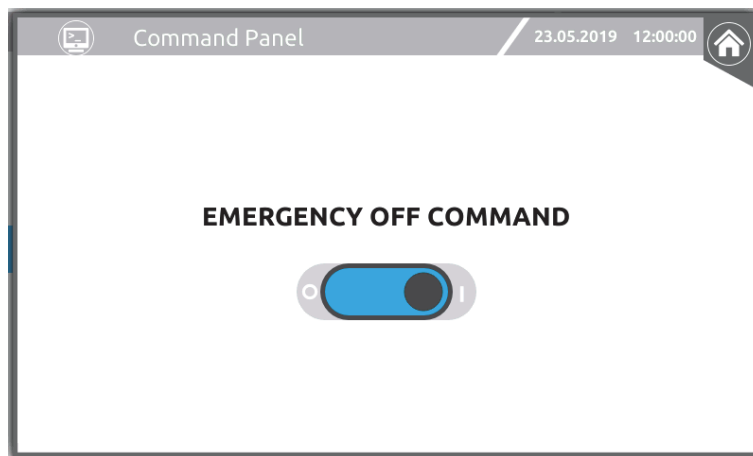 Command Panel
23.05.2019 12:00:00
EMERGENCY OFF COMMAND
O I